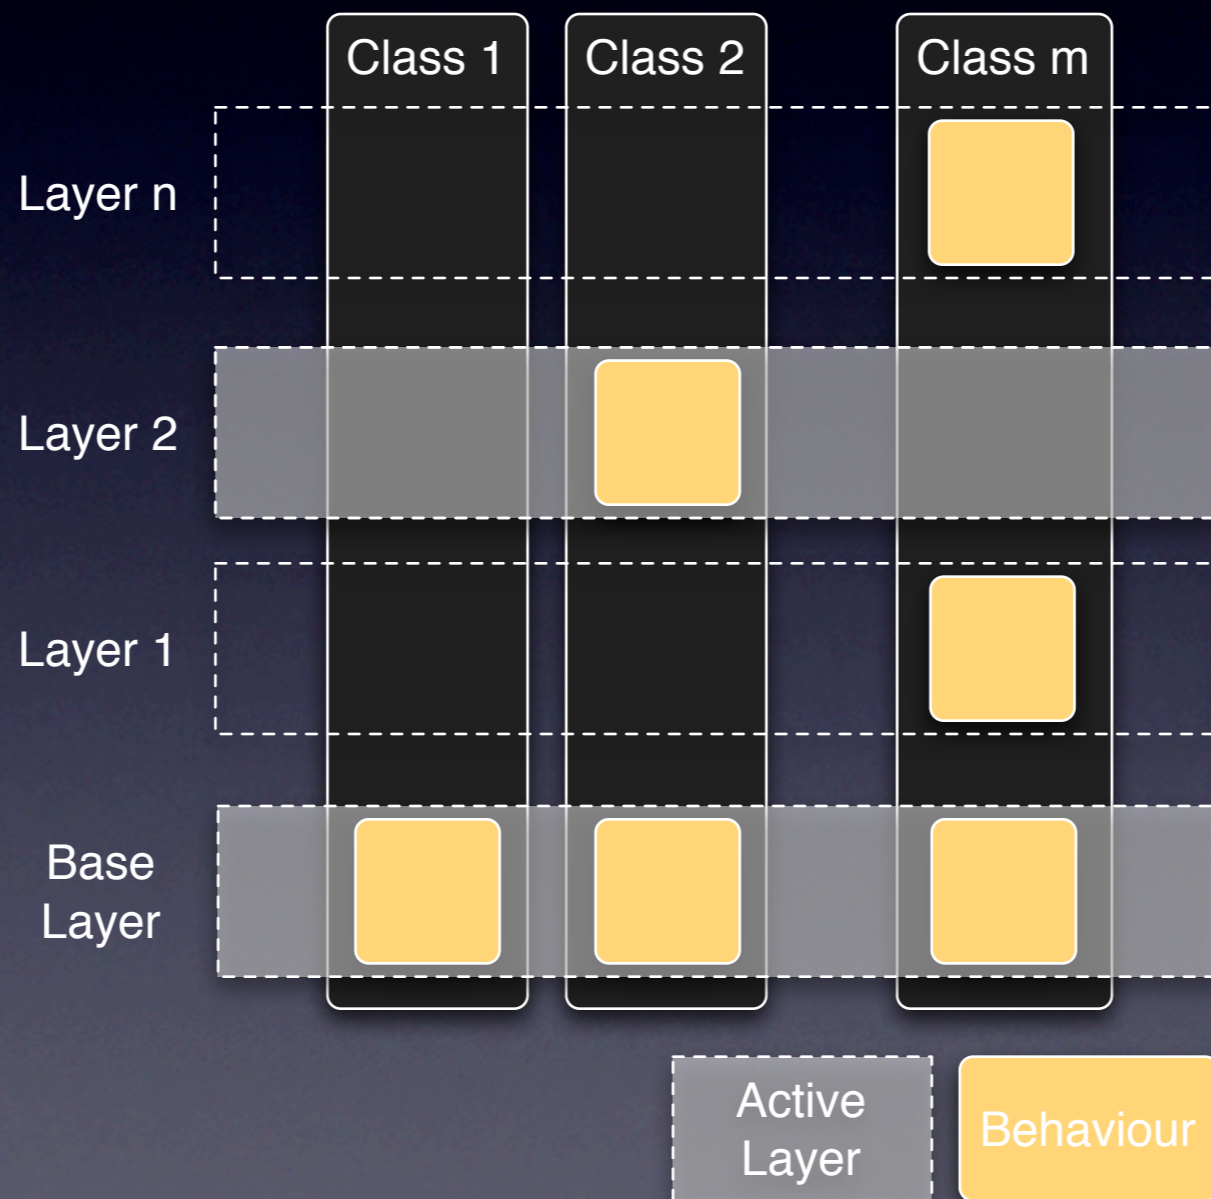 Class 1
Class 2
Class m
Layer n
Layer 2
Layer 1
Base
Layer
Active
Layer
Behaviour